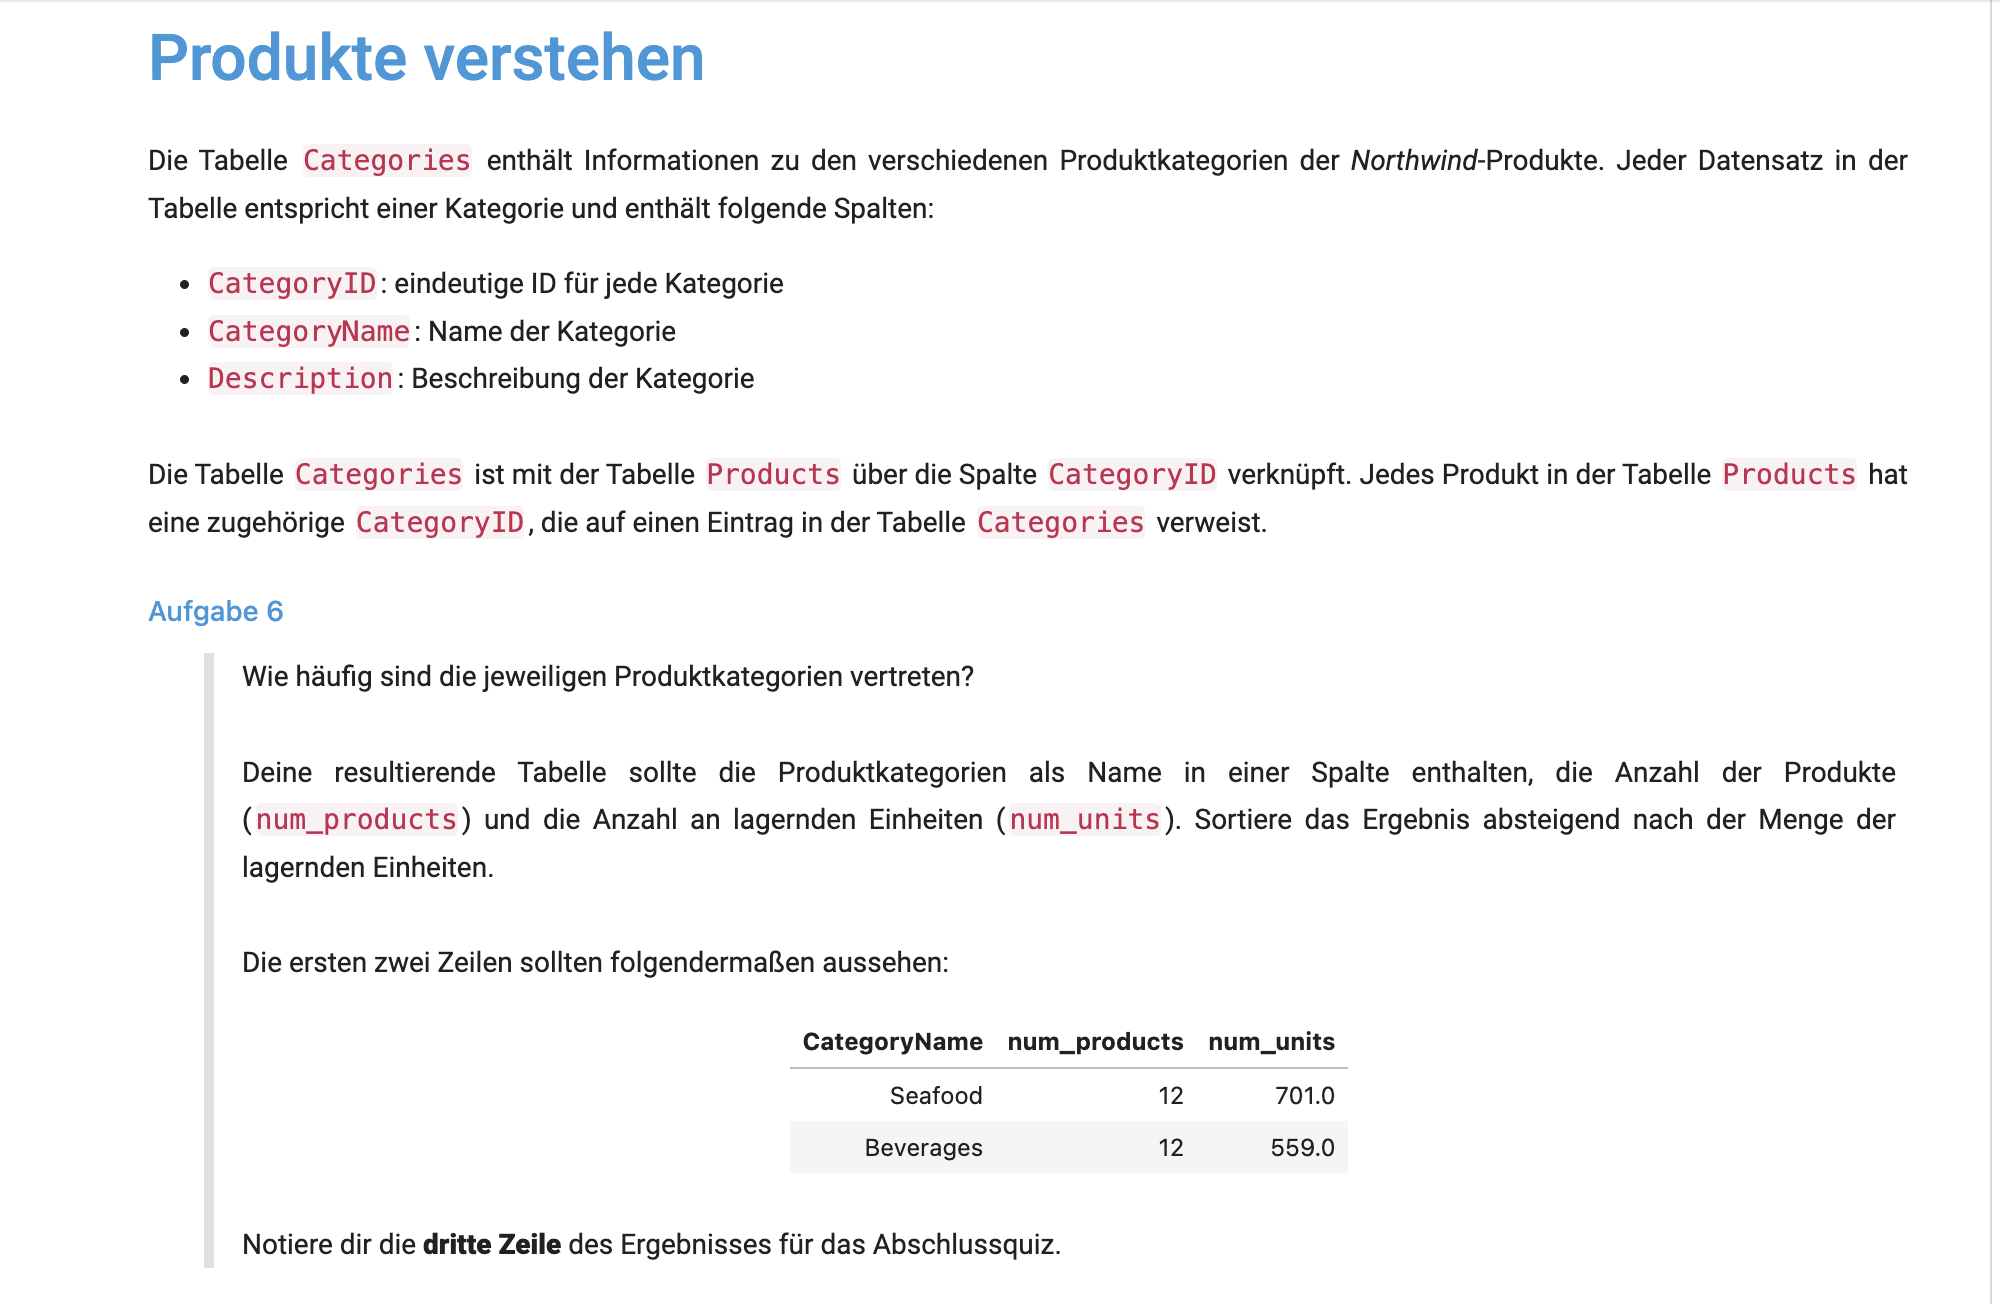 Produkte verstehen
Die Tabelle Categories enthält Informationen zu den verschiedenen Produktkategorien der Northwind-Produkte. Jeder Datensatz in der
Tabelle entspricht einer Kategorie und enthält folgende Spalten:
• CategoryID: eindeutige ID für jede Kategorie
• CategoryName: Name der Kategorie
• Description: Beschreibung der Kategorie
Die Tabelle Categories ist mit der Tabelle Products über die Spalte CategoryID verknüpft. Jedes Produkt in der Tabelle Products hat
eine zugehörige CategoryID, die auf einen Eintrag in der Tabelle Categories verweist.
Aufgabe 6
Wie häufig sind die jeweiligen Produktkategorien vertreten?
Deine resultierende Tabelle sollte die Produktkategorien als Name in einer Spalte enthalten, die Anzahl der Produkte
(num_products) und die Anzahl an lagernden Einheiten (num_units). Sortiere das Ergebnis absteigend nach der Menge der
lagernden Einheiten.
Die ersten zwei Zeilen sollten folgendermaßen aussehen:
CategoryName num_products num_units
Seafood 12 701.0
Beverages 12 559.0
Notiere dir die dritte Zeile des Ergebnisses für das Abschlussquiz.